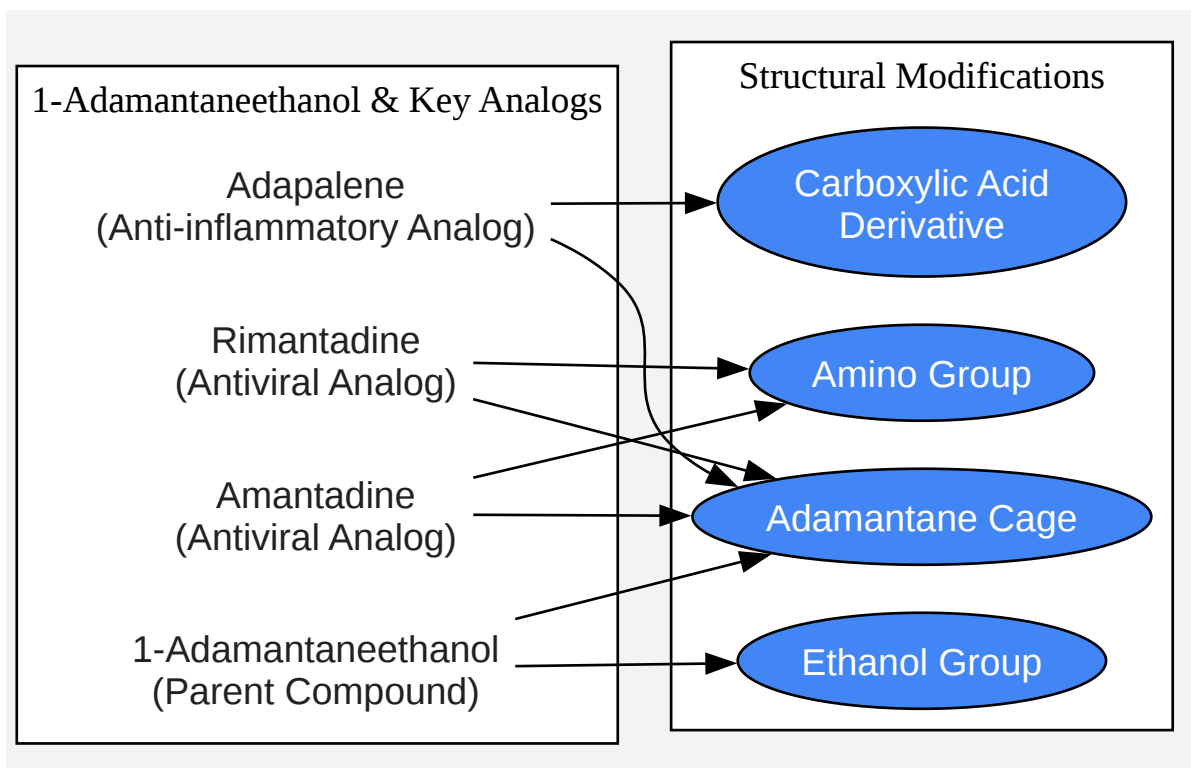 1-Adamantaneethanol & Key Analogs
Adapalene
(Anti-inflammatory Analog)
Rimantadine
(Antiviral Analog)
Amantadine
(Antiviral Analog)
1-Adamantaneethanol
(Parent Compound)
Structural Modifications
Carboxylic Acid
Derivative
Amino Group
Adamantane Cage
Ethanol Group